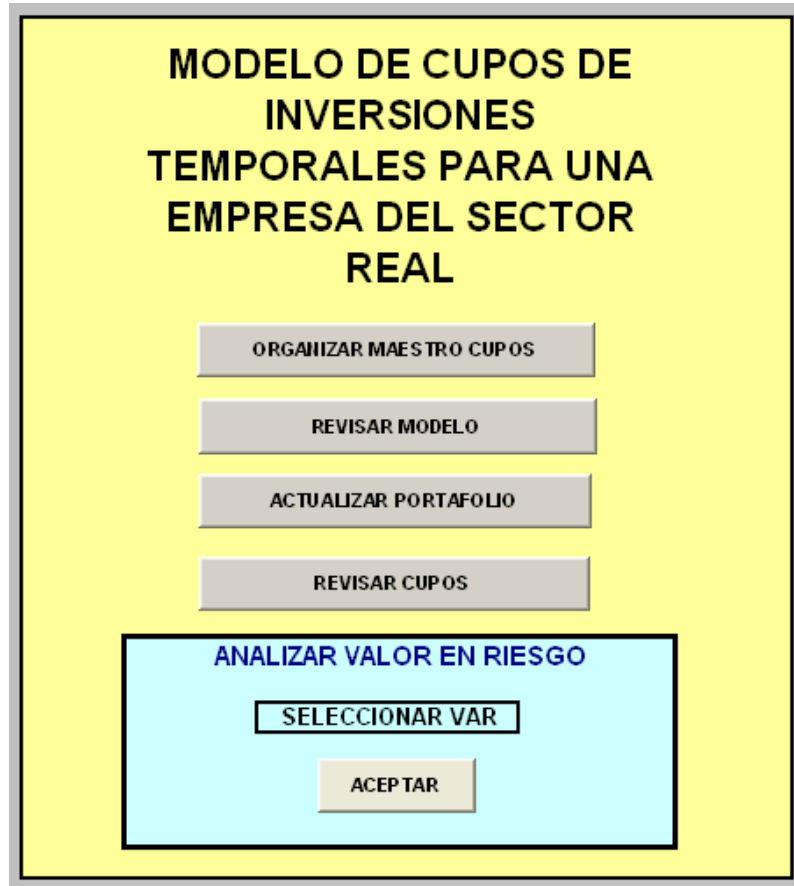 MODELO DE CUPOS DE
INVERSIONES
TEMPORALES PARA UNA
EMPRESA DEL SECTOR
REAL
ORGANIZAR MAESTRO CUPOS
REVISAR MODELO
ACTUALIZAR PORTAFOLIO
REVISAR CUPOS
ANALIZAR VALOR EN RIESGO
SELECCIONAR VAR
ACEPTAR